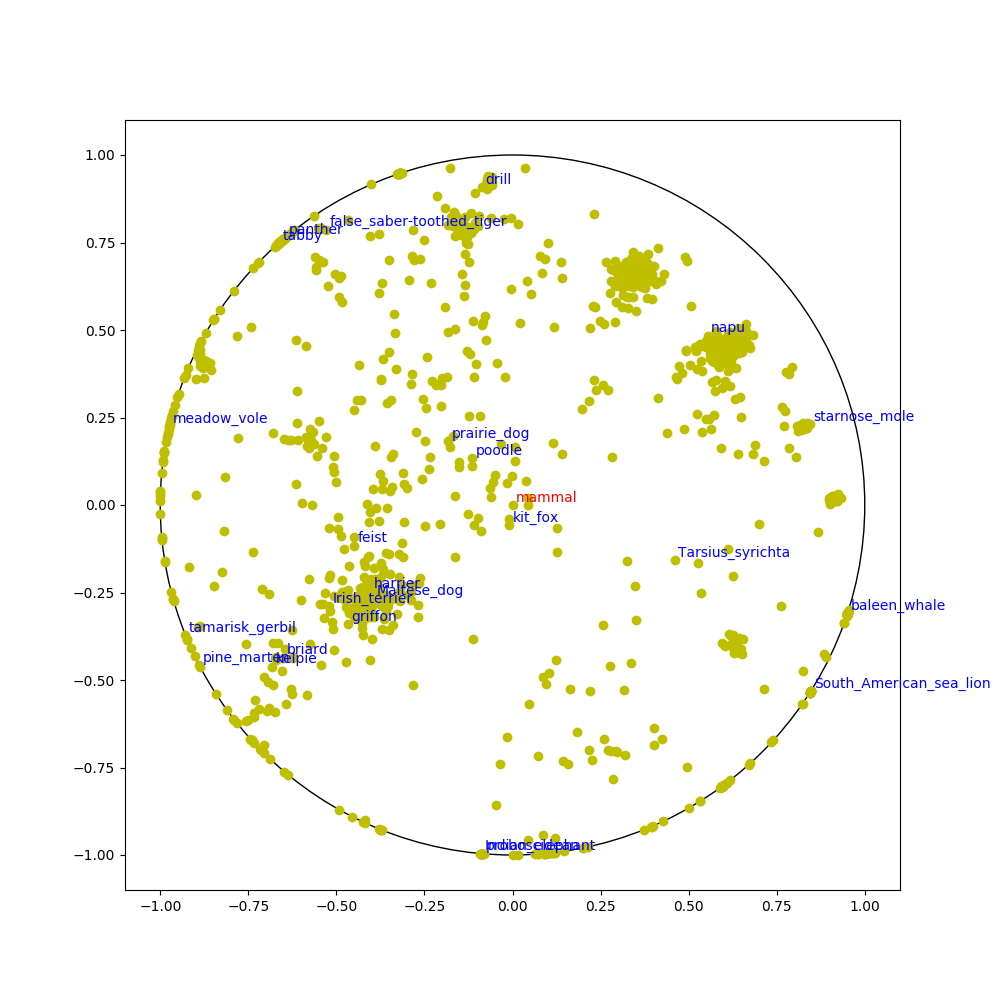 1.00
drill
false_saber-toothed_tiger
panther
tabby
0.75
napu
0.50
starnose_mole
meadow_vole
0.25
prairie_dog
poodle
mammal
0.00
kit_fox
feist
Tarsius_syrichta
harrier
Maltese_dog
−0.25
Irish_terrier
baleen_whale
griffon
tamarisk_gerbil
briard
pine_marten
kelpie
−0.50
South_American_sea_lion
−0.75
Indian_elephant
proboscidean
−1.00
−1.00 −0.75 −0.50 −0.25 0.00 0.25 0.50 0.75 1.00